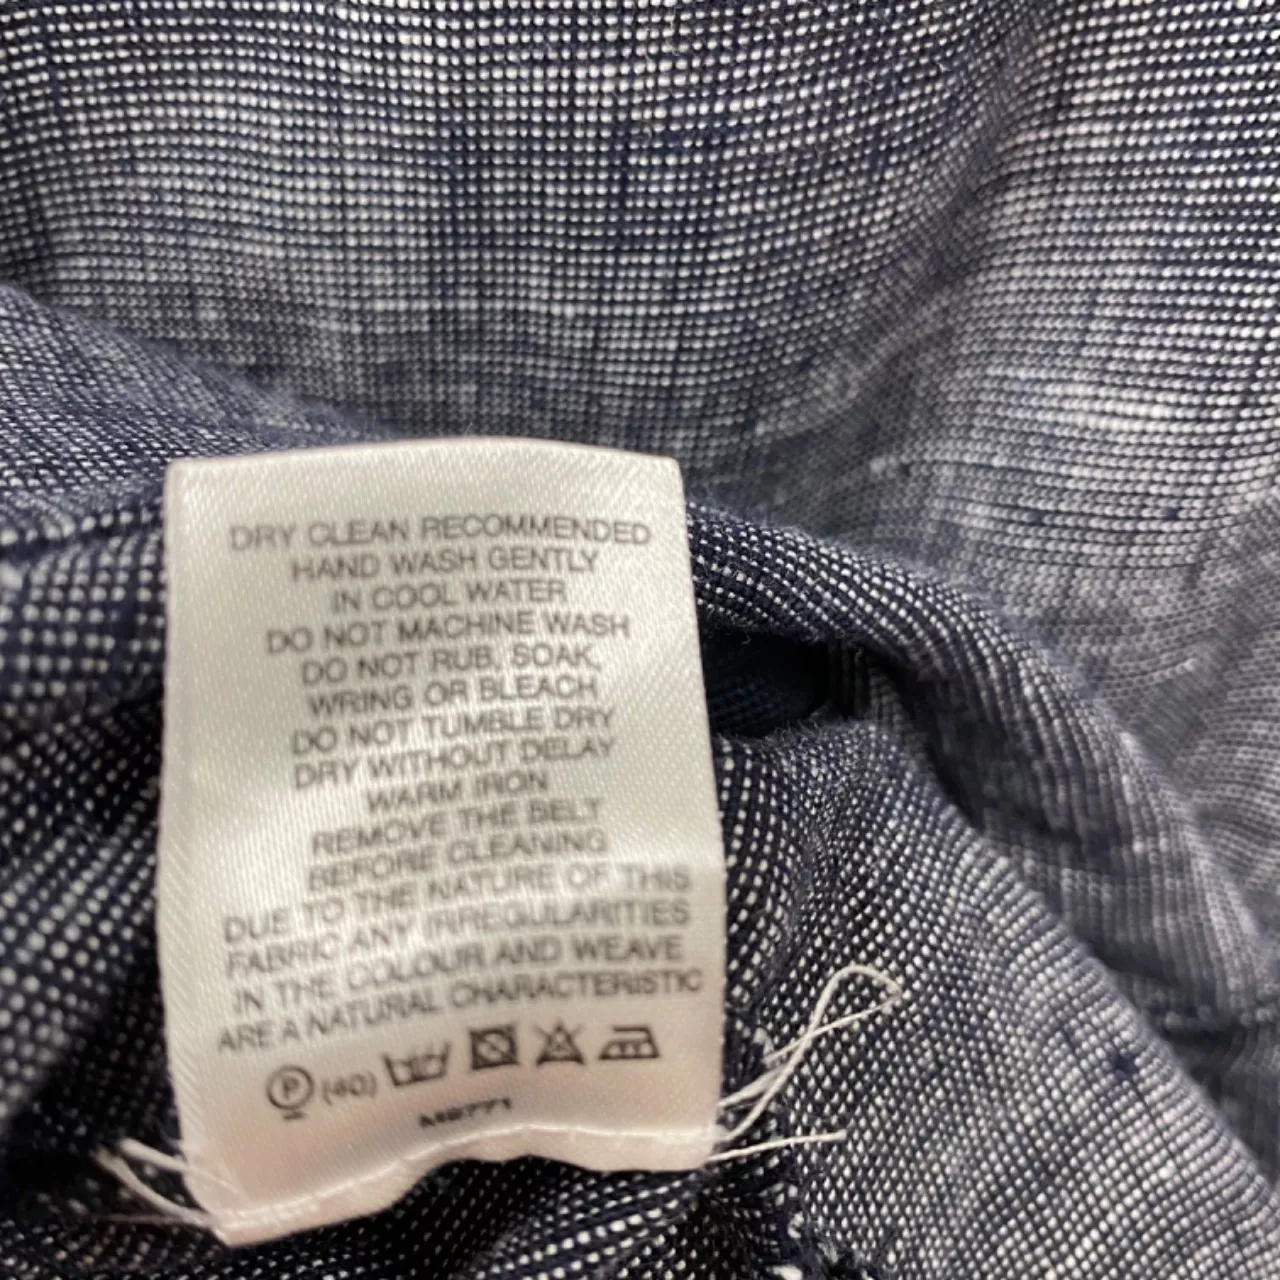 DRY CLEAN RECOMMENDED
HAND WASH GENTLY
IN COOL WATER
DO NOT MACHINE WASH
DO NOT RUB, SOAK,
WRING OR BLEACH
DO NOT TUMBLE DRY
DRY WITHOUT DELAY
WARM IRON
REMOVE THE BELT
BEFORE CLEANING
DUE TO THE NATURE OF THIS
FABRIC ANY IRREGULARITIES
IN THE COLOUR AND WEAVE
ARE A NATURAL CHARACTERISTIC
P (40)